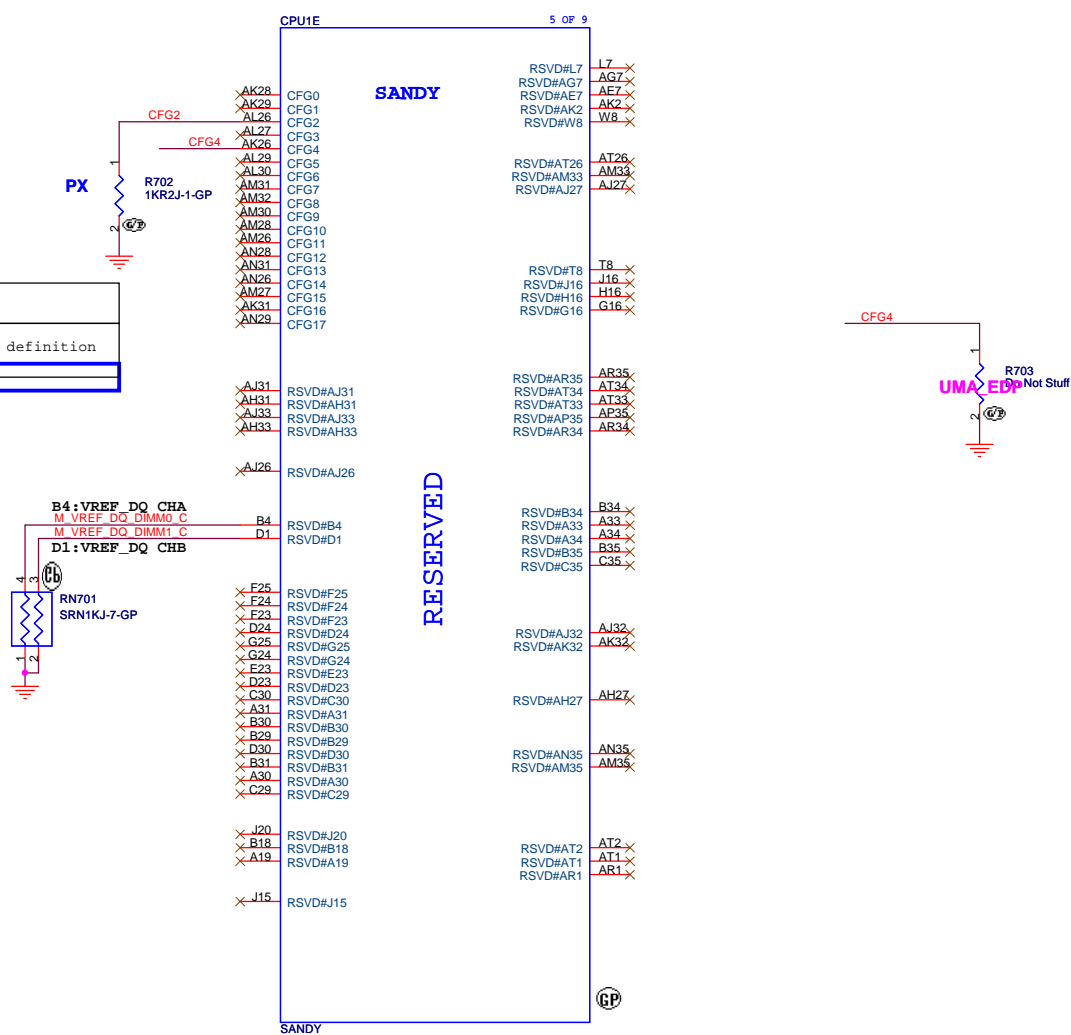 CPU1E
5 OF 9
SANDY
AK28 CFG0
AK29 CFG1
CFG2 AL26 CFG2
AL27 CFG3
CFG4 AK26 CFG4
AL29 CFG5
AL30 CFG6
AM31 CFG7
AM32 CFG8
AM30 CFG9
AM28 CFG10
AM26 CFG11
AN28 CFG12
AN31 CFG13
AN26 CFG14
AM27 CFG15
AK31 CFG16
AN29 CFG17
PX
1
R702
1KR2J-1-GP
2
G/P
definition
AJ31 RSVD#AJ31
AH31 RSVD#AH31
AJ33 RSVD#AJ33
AH33 RSVD#AH33
AJ26 RSVD#AJ26
B4:VREF_DQ CHA
M_VREF_DQ_DIMM0_C B4 RSVD#B4
M_VREF_DQ_DIMM1_C D1 RSVD#D1
D1:VREF_DQ CHB
4 3
RN701
SRN1KJ-7-GP
1 2
F25 RSVD#F25
F24 RSVD#F24
F23 RSVD#F23
D24 RSVD#D24
G25 RSVD#G25
G24 RSVD#G24
E23 RSVD#E23
D23 RSVD#D23
C30 RSVD#C30
A31 RSVD#A31
B30 RSVD#B30
B29 RSVD#B29
D30 RSVD#D30
B31 RSVD#B31
A30 RSVD#A30
C29 RSVD#C29
J20 RSVD#J20
B18 RSVD#B18
A19 RSVD#A19
J15 RSVD#J15
RESERVED
RSVD#L7 L7
RSVD#AG7 AG7
RSVD#AE7 AE7
RSVD#AK2 AK2
RSVD#W8 W8
RSVD#AT26 AT26
RSVD#AM33 AM33
RSVD#AJ27 AJ27
RSVD#T8 T8
RSVD#J16 J16
RSVD#H16 H16
RSVD#G16 G16
RSVD#AR35 AR35
RSVD#AT34 AT34
RSVD#AT33 AT33
RSVD#AP35 AP35
RSVD#AR34 AR34
RSVD#B34 B34
RSVD#A33 A33
RSVD#A34 A34
RSVD#B35 B35
RSVD#C35 C35
RSVD#AJ32 AJ32
RSVD#AK32 AK32
RSVD#AH27 AH27
RSVD#AN35 AN35
RSVD#AM35 AM35
RSVD#AT2 AT2
RSVD#AT1 AT1
RSVD#AR1 AR1
GP
SANDY
CFG4
1
R703
Do Not Stuff
UMA_EDP
2
G/P